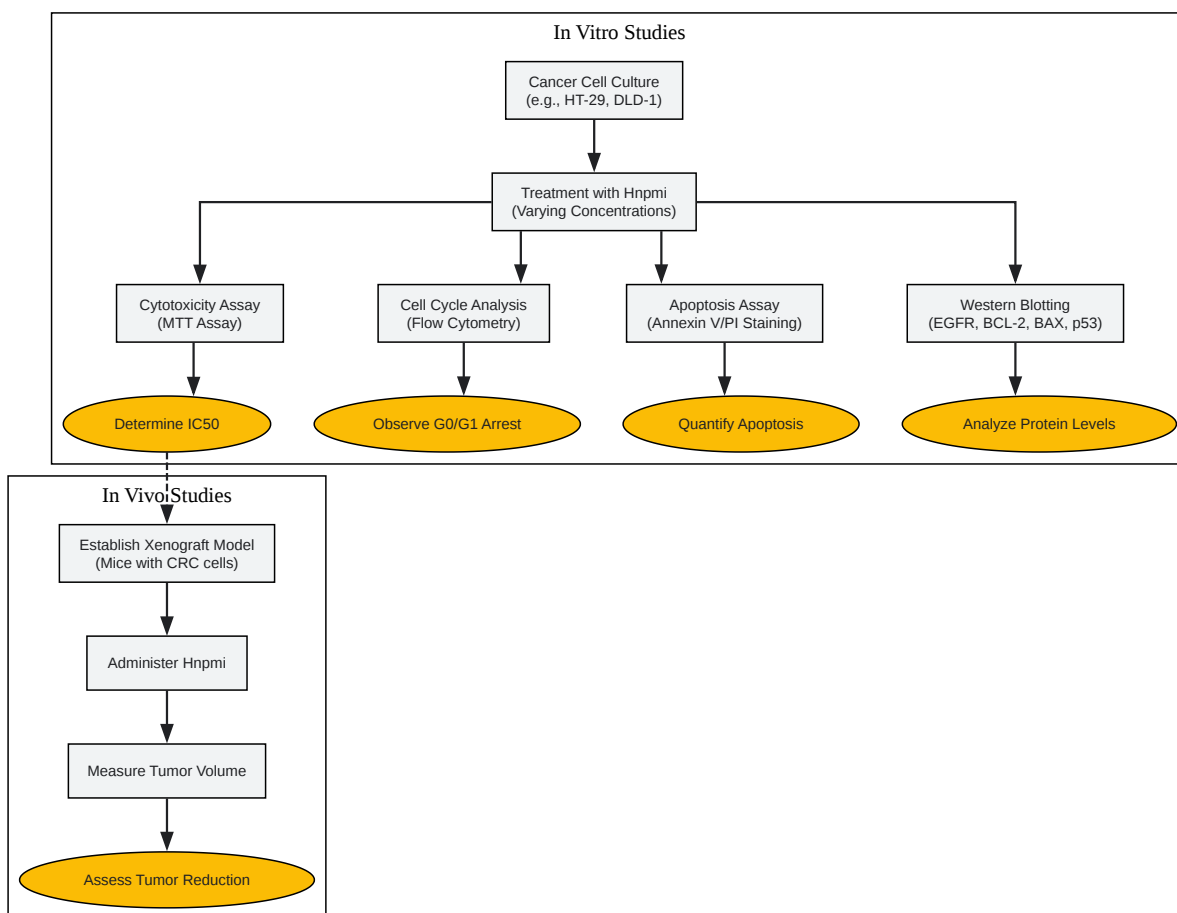 In Vitro Studies
Cancer Cell Culture
(e.g., HT-29, DLD-1)
Treatment with Hnpmi
(Varying Concentrations)
Cytotoxicity Assay
(MTT Assay)
Cell Cycle Analysis
(Flow Cytometry)
Apoptosis Assay
(Annexin V/PI Staining)
Western Blotting
(EGFR, BCL-2, BAX, p53)
Determine IC50
Observe G0/G1 Arrest
Quantify Apoptosis
Analyze Protein Levels
In Vivo Studies
Establish Xenograft Model
(Mice with CRC cells)
Administer Hnpmi
Measure Tumor Volume
Assess Tumor Reduction